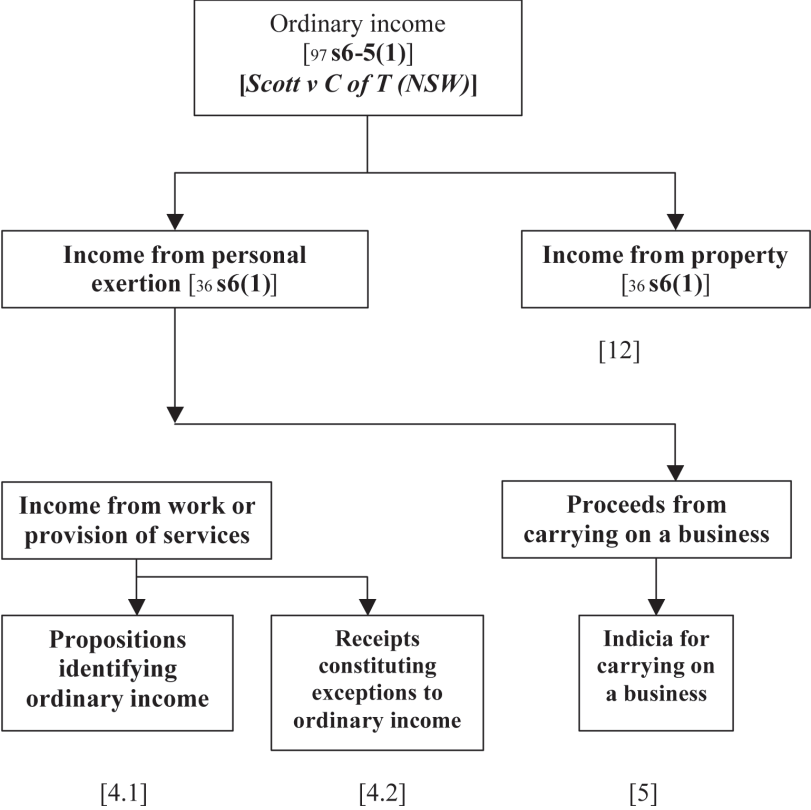 Ordinary income
[97 s6-5(1)]
[Scott v C of T (NSW)]
Income from personal
exertion [36 s6(1)]
Income from property
[36 s6(1)]
[12]
Income from work or
provision of services
Proceeds from
carrying on a business
Propositions
identifying
ordinary income
Receipts
constituting
exceptions to
ordinary income
Indicia for
carrying on
a business
[4.1]
[4.2]
[5]